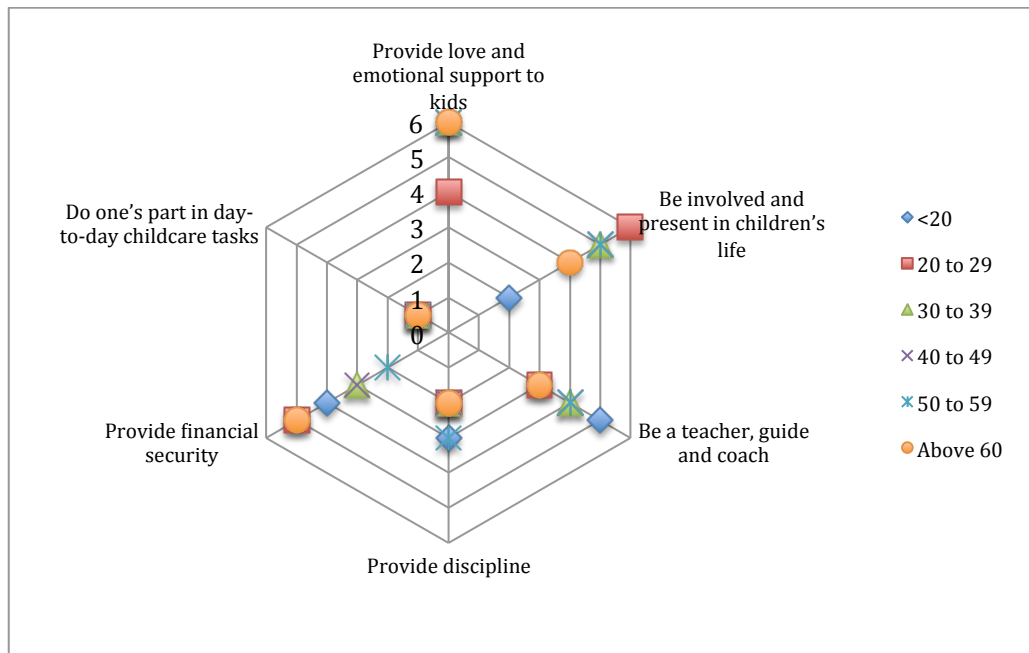 Provide love and
emotional support to
kids
6
5
4
3
2
1
0
Be involved and
present in children’s
life
Be a teacher, guide
and coach
Provide discipline
Provide financial
security
Do one’s part in day-
to-day childcare tasks
<20
20 to 29
30 to 39
40 to 49
50 to 59
Above 60